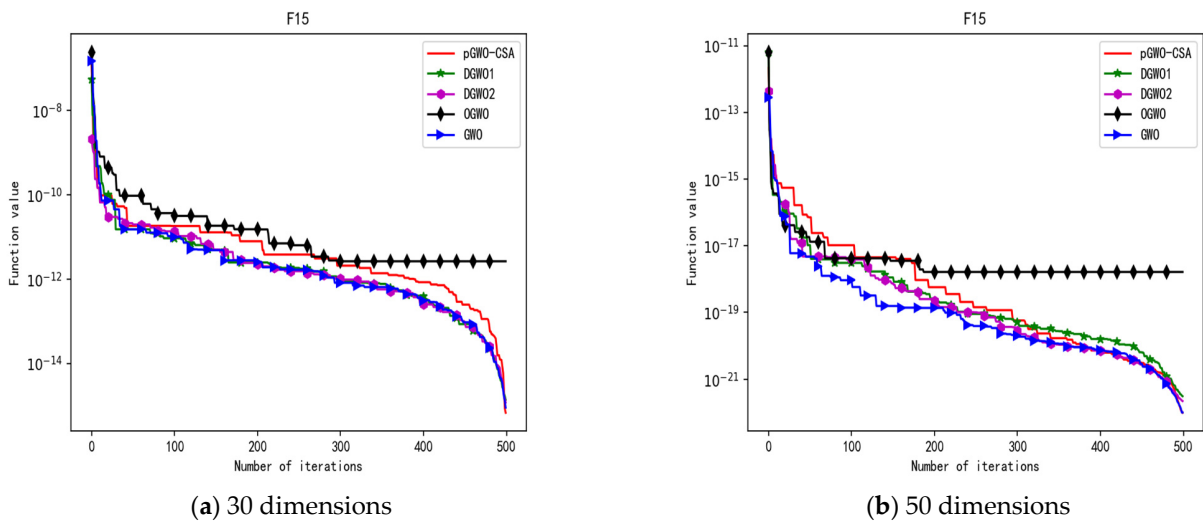 F15
Function value
10⁻⁸
10⁻¹⁰
10⁻¹²
10⁻¹⁴
0 100 200 300 400 500
Number of iterations
pGWO-CSA
DGWO1
DGWO2
OGWO
GWO
(a) 30 dimensions
F15
Function value
10⁻¹¹
10⁻¹³
10⁻¹⁵
10⁻¹⁷
10⁻¹⁹
10⁻²¹
0 100 200 300 400 500
Number of iterations
pGWO-CSA
DGWO1
DGWO2
OGWO
GWO
(b) 50 dimensions